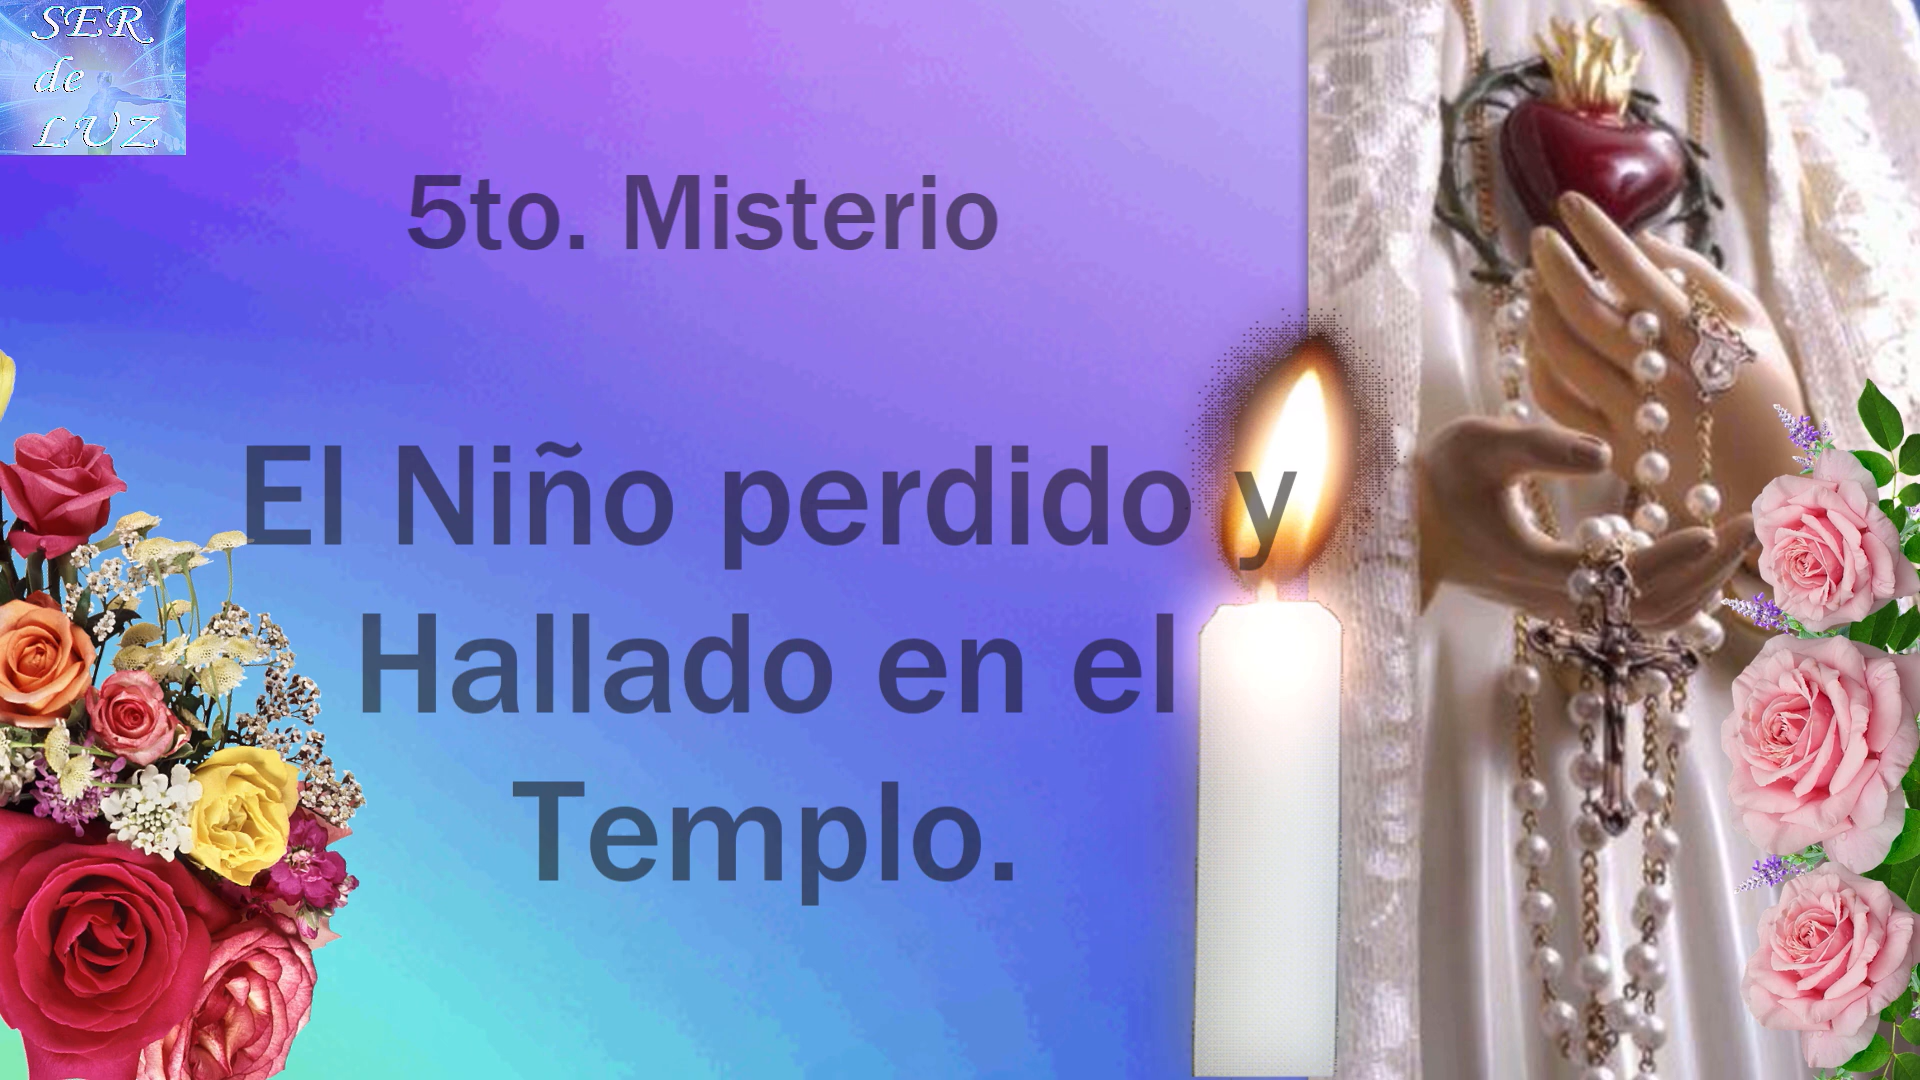 SER
de
LUZ
5to. Misterio
El Niño perdido y
Hallado en el
Templo.